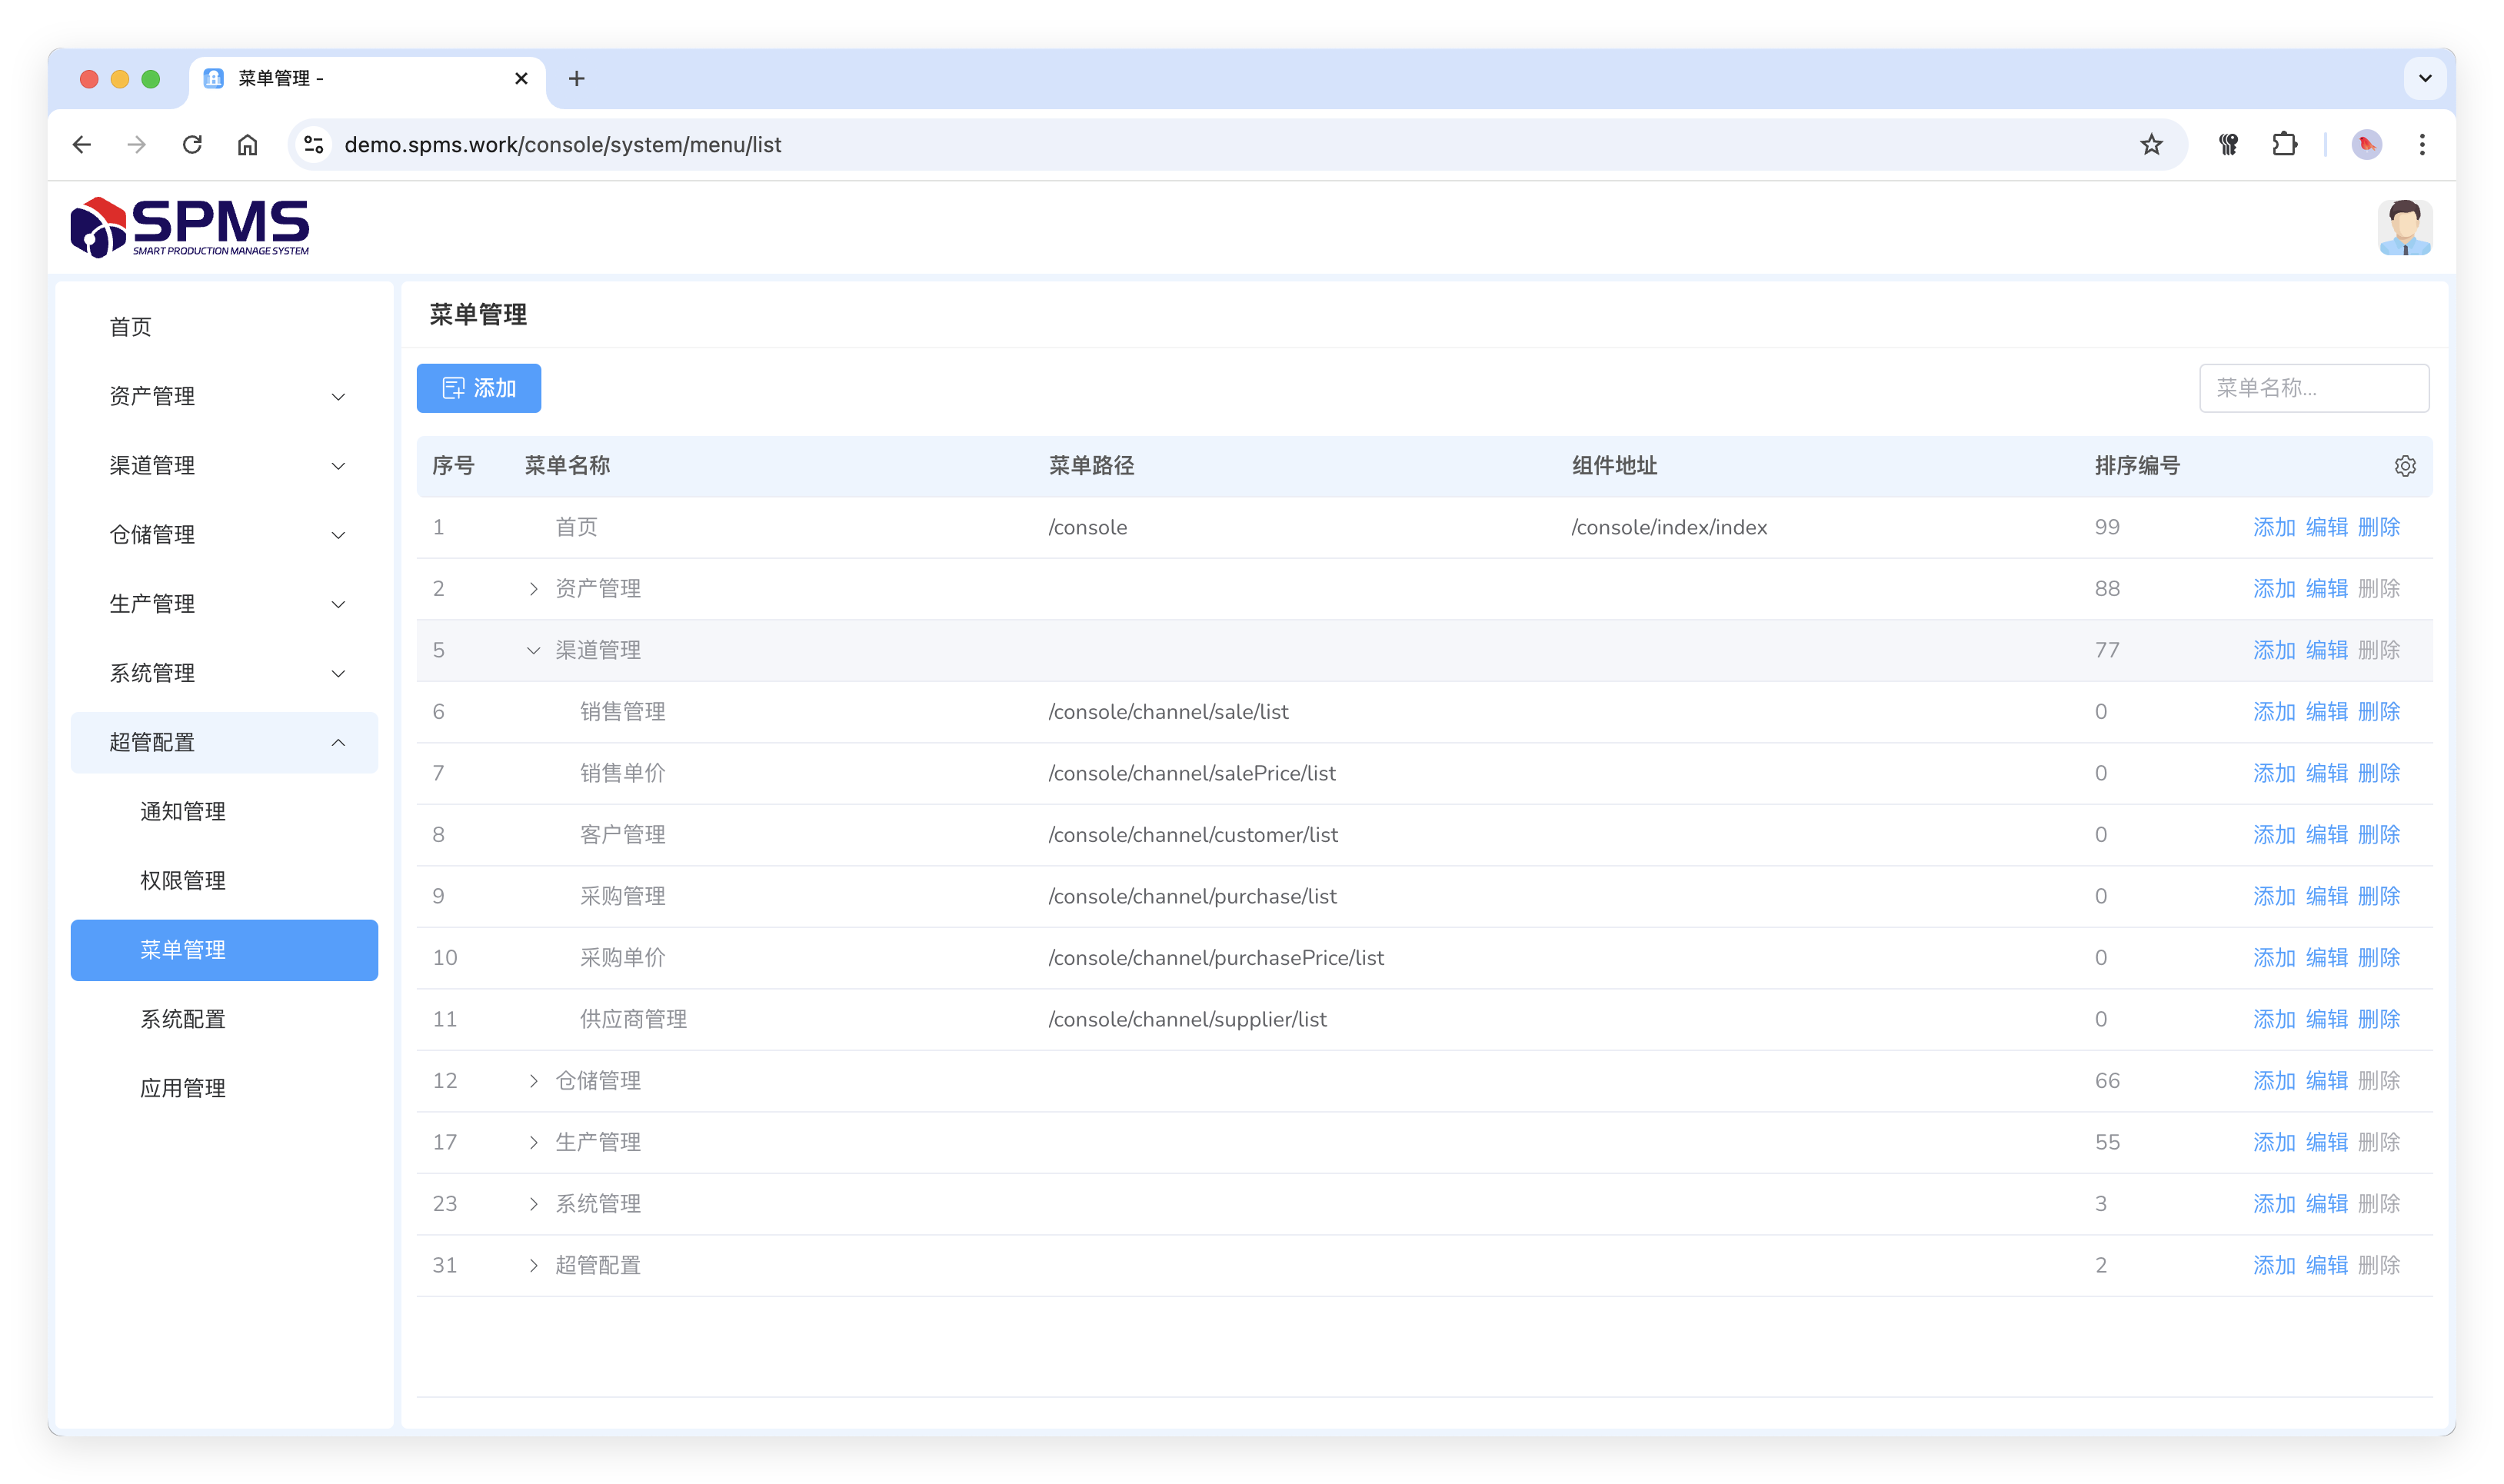 菜单管理 -
demo.spms.work/console/system/menu/list
SPMS
SMART PRODUCTION MANAGE SYSTEM
首页
资产管理
渠道管理
仓储管理
生产管理
系统管理
超管配置
通知管理
权限管理
菜单管理
系统配置
应用管理
菜单管理
添加
菜单名称...
序号 菜单名称 菜单路径 组件地址 排序编号
1 首页 /console /console/index/index 99 添加 编辑 删除
2 资产管理 88 添加 编辑 删除
5 渠道管理 77 添加 编辑 删除
6 销售管理 /console/channel/sale/list 0 添加 编辑 删除
7 销售单价 /console/channel/salePrice/list 0 添加 编辑 删除
8 客户管理 /console/channel/customer/list 0 添加 编辑 删除
9 采购管理 /console/channel/purchase/list 0 添加 编辑 删除
10 采购单价 /console/channel/purchasePrice/list 0 添加 编辑 删除
11 供应商管理 /console/channel/supplier/list 0 添加 编辑 删除
12 仓储管理 66 添加 编辑 删除
17 生产管理 55 添加 编辑 删除
23 系统管理 3 添加 编辑 删除
31 超管配置 2 添加 编辑 删除